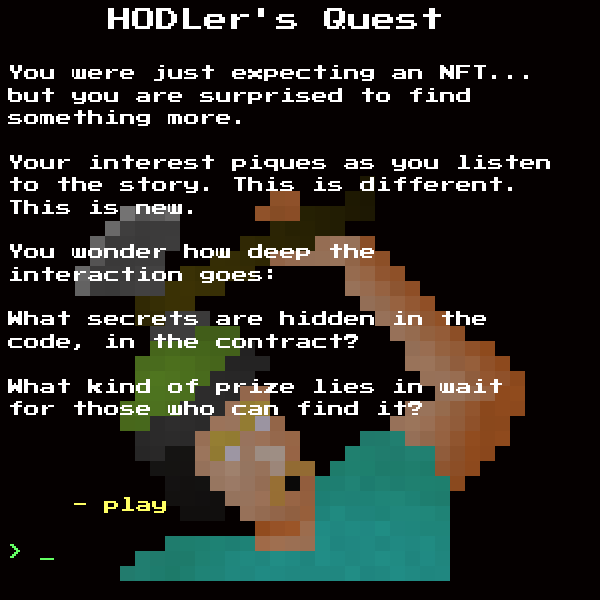 HODLer's Quest
You were just expecting an NFT...
but you are surprised to find
something more.
Your interest piques as you listen
to the story. This is different.
This is new.
You wonder how deep the
interaction goes:
What secrets are hidden in the
code, in the contract?
What kind of prize lies in wait
for those who can find it?
- play
> _